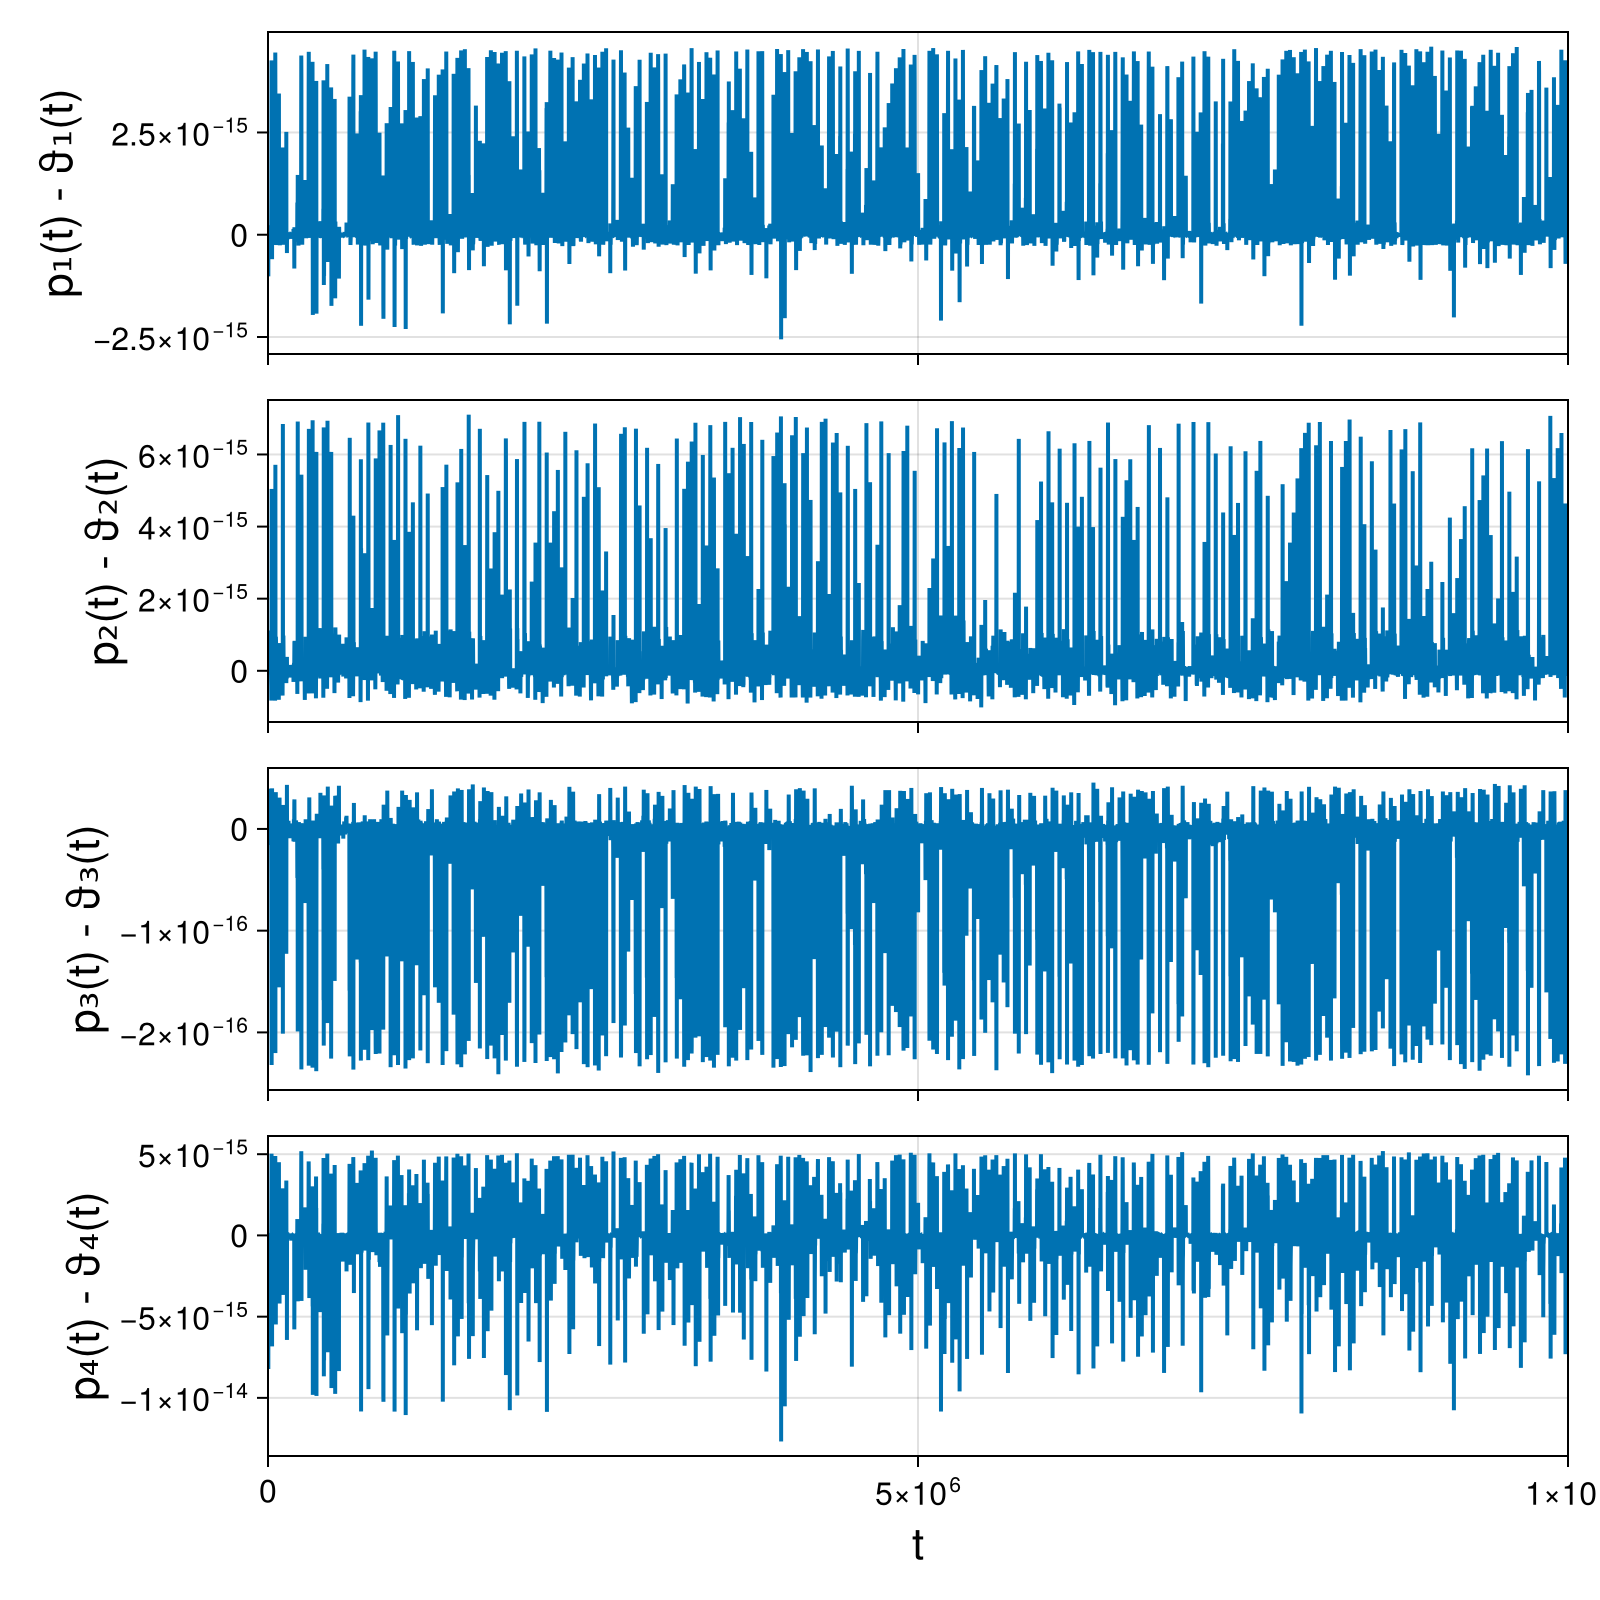 p₁(t) - ϑ₁(t)
2.5×10⁻¹⁵
0
−2.5×10⁻¹⁵
p₂(t) - ϑ₂(t)
6×10⁻¹⁵
4×10⁻¹⁵
2×10⁻¹⁵
0
p₃(t) - ϑ₃(t)
0
−1×10⁻¹⁶
−2×10⁻¹⁶
p₄(t) - ϑ₄(t)
5×10⁻¹⁵
0
−5×10⁻¹⁵
−1×10⁻¹⁴
0 5×10⁶ 1×10
t